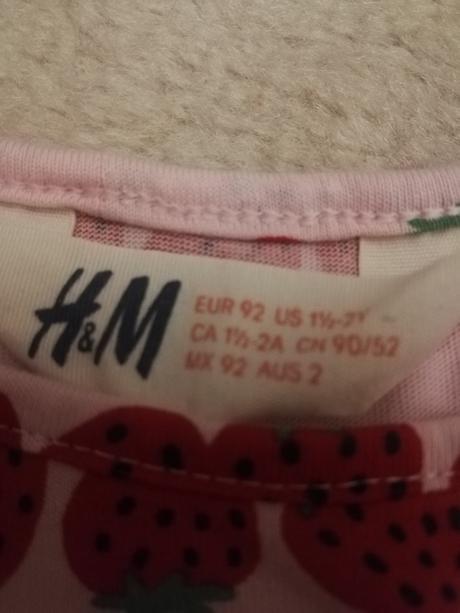 H&M
EUR 92 US 1½-2Y
CA 1½-2A CN 90/52
MX 92 AUS 2